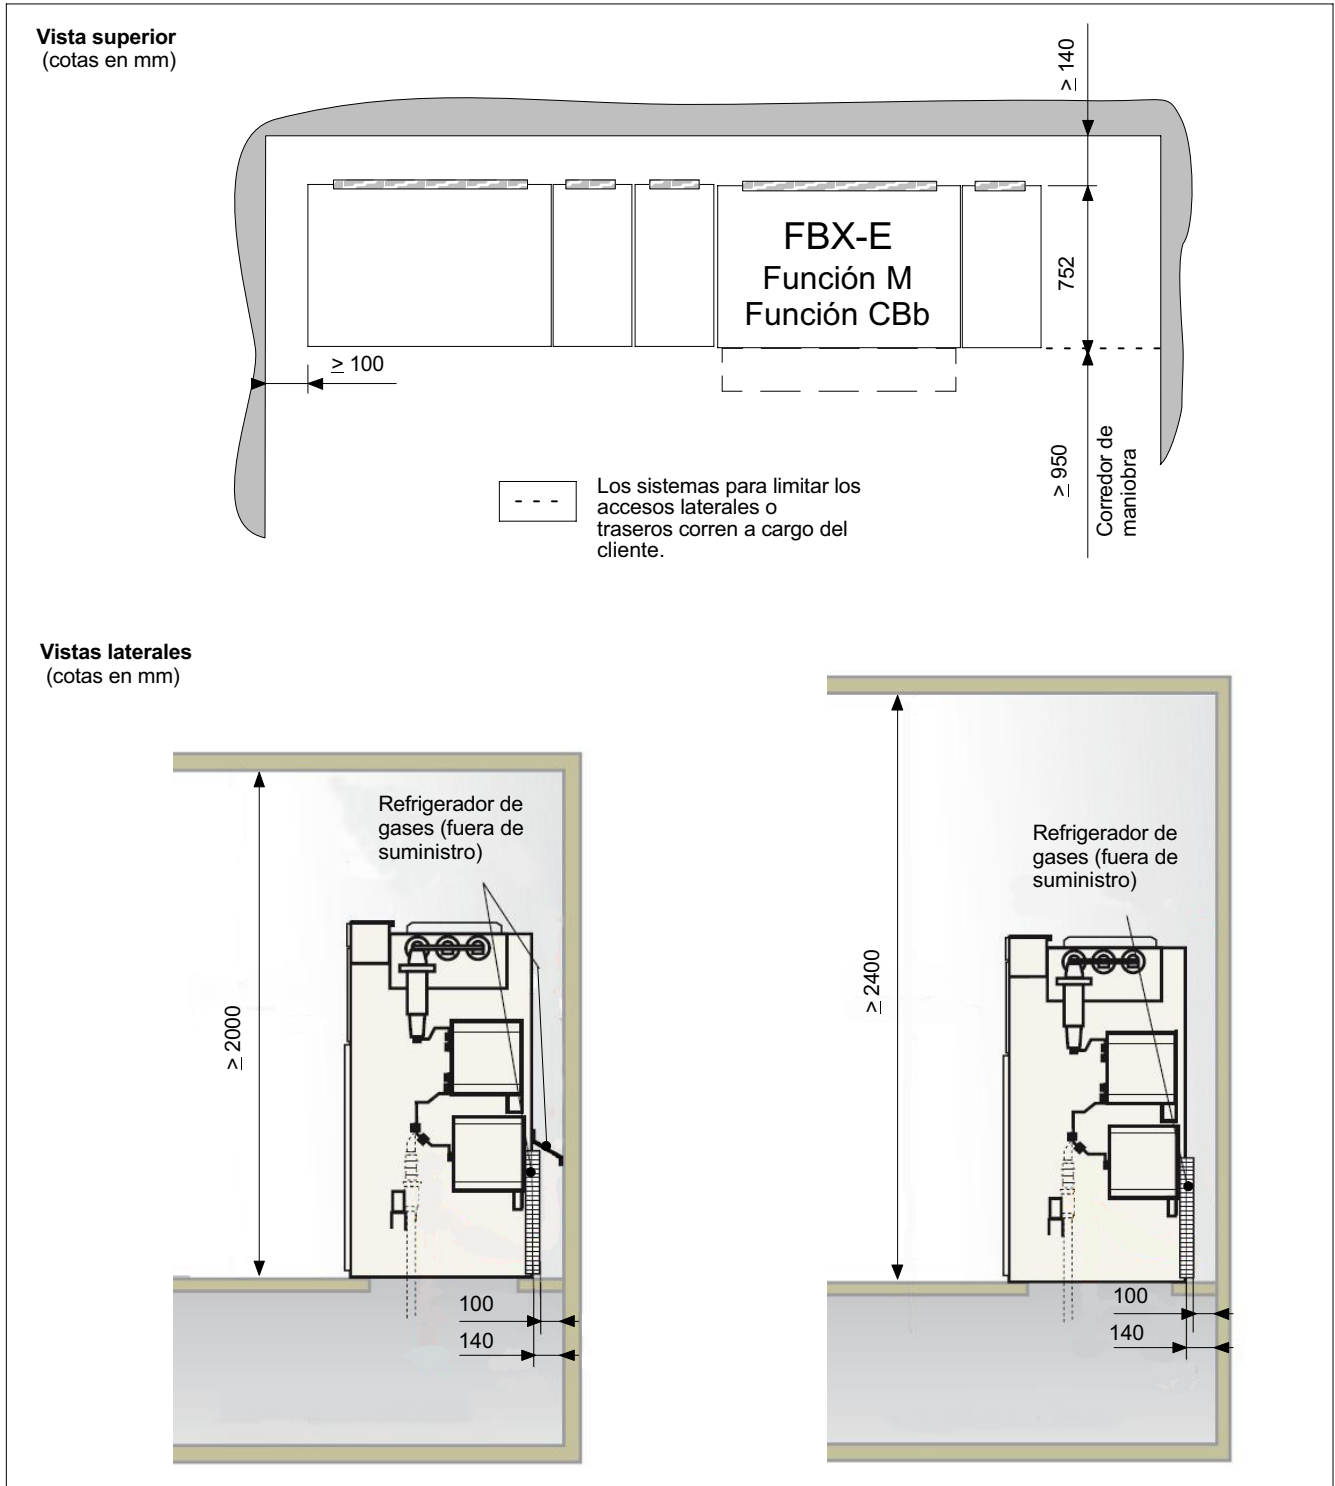 Vista superior
(cotas en mm)
≥ 140
FBX-E
Función M
Función CBb
752
≥ 100
≥ 950
Corredor de
maniobra
Los sistemas para limitar los
accesos laterales o
traseros corren a cargo del
cliente.
Vistas laterales
(cotas en mm)
Refrigerador de
gases (fuera de
suministro)
≥ 2000
100
140
Refrigerador de
gases (fuera de
suministro)
≥ 2400
100
140